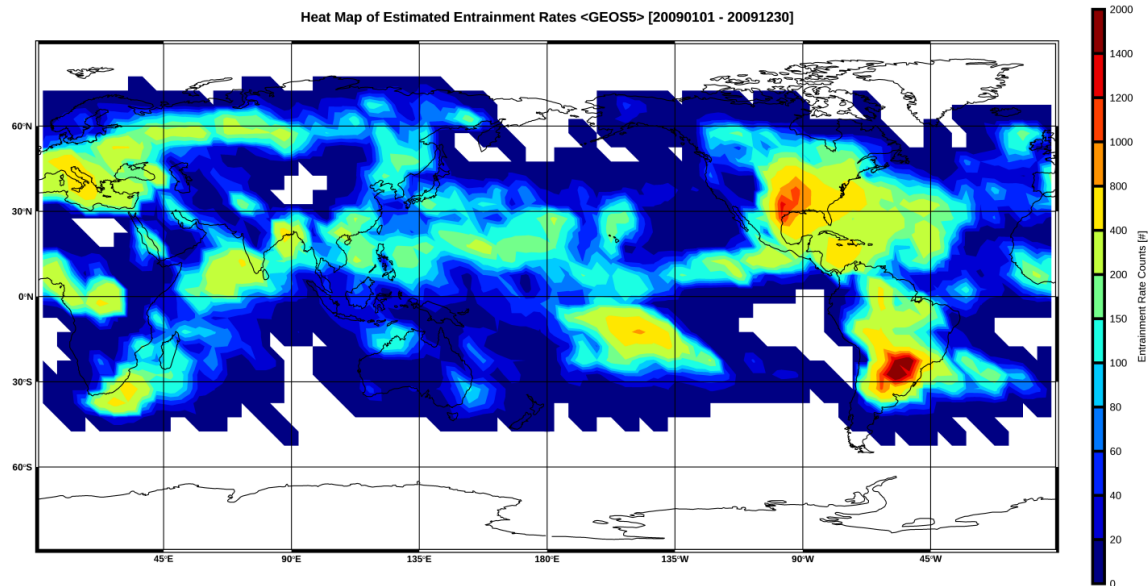 Heat Map of Estimated Entrainment Rates <GEOS5> [20090101 - 20091230]
60°N
30°N
0°N
30°S
60°S
45°E
90°E
135°E
180°W
135°W
90°W
45°W
2000
1400
1200
1000
800
400
200
150
100
80
60
40
20
0
Entrainment Rate Counts [#]